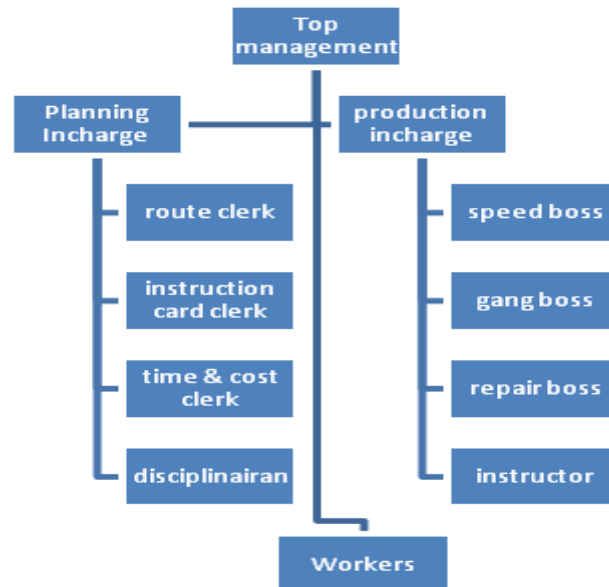 Top
management
Planning
Incharge
production
incharge
route clerk
speed boss
instruction
card clerk
gang boss
time & cost
clerk
repair boss
disciplinairan
instructor
Workers